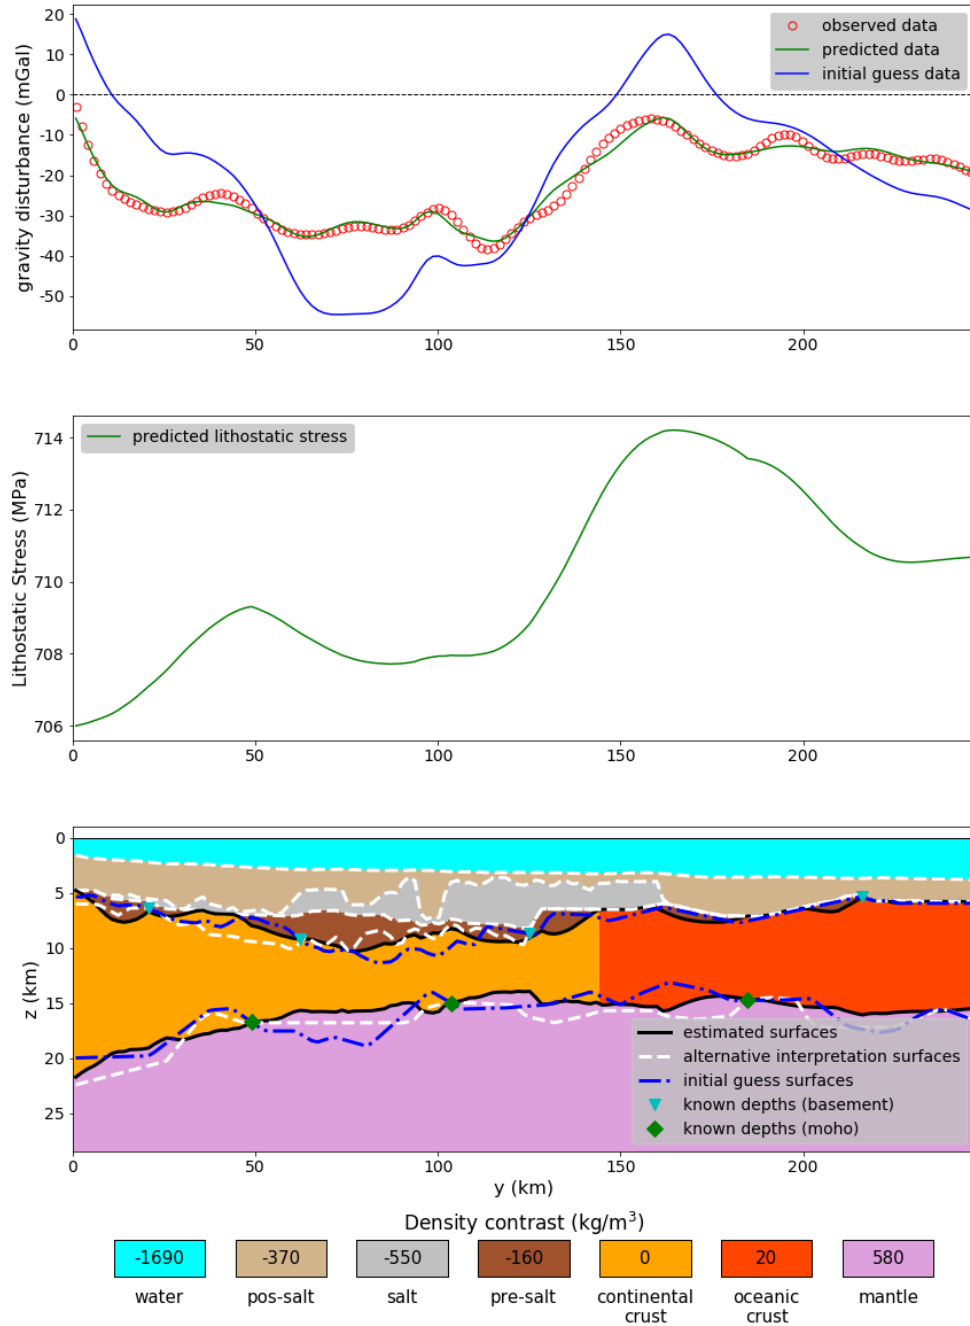 20
10
0
-10
-20
-30
-40
-50
gravity disturbance (mGal)
observed data
predicted data
initial guess data
0
50
100
150
200
714
712
710
708
706
Lithostatic Stress (MPa)
predicted lithostatic stress
0
50
100
150
200
0
5
10
15
20
25
z (km)
estimated surfaces
alternative interpretation surfaces
initial guess surfaces
known depths (basement)
known depths (moho)
0
50
100
150
200
y (km)
Density contrast (kg/m³)
-1690
-370
-550
-160
0
20
580
water
pos-salt
salt
pre-salt
continental
crust
oceanic
crust
mantle